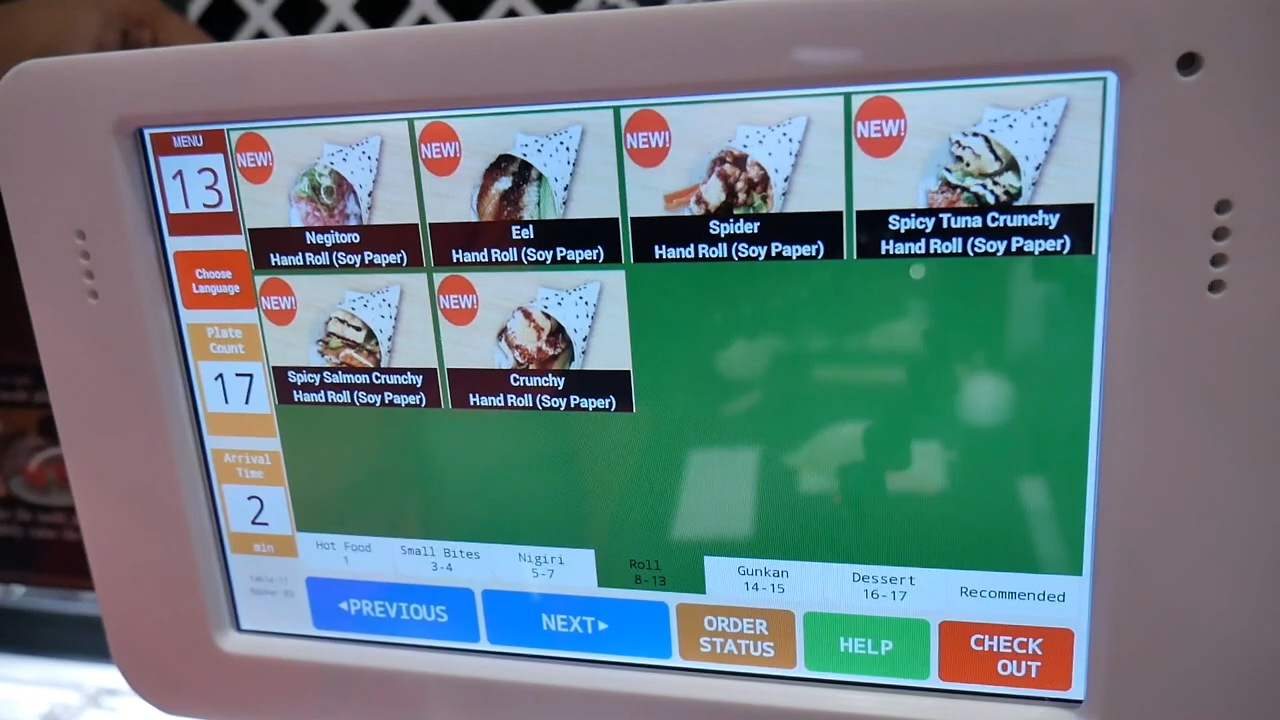 MENU
13
Choose
Language
Plate
Count
17
Arrival
Time
2
min
NEW!
Negitoro
Hand Roll (Soy Paper)
NEW!
Eel
Hand Roll (Soy Paper)
NEW!
Spider
Hand Roll (Soy Paper)
NEW!
Spicy Tuna Crunchy
Hand Roll (Soy Paper)
NEW!
Spicy Salmon Crunchy
Hand Roll (Soy Paper)
NEW!
Crunchy
Hand Roll (Soy Paper)
Hot Food
1
Small Bites
3-4
Nigiri
5-7
Roll
8-13
Gunkan
14-15
Dessert
16-17
Recommended
◄PREVIOUS
NEXT►
ORDER
STATUS
HELP
CHECK
OUT